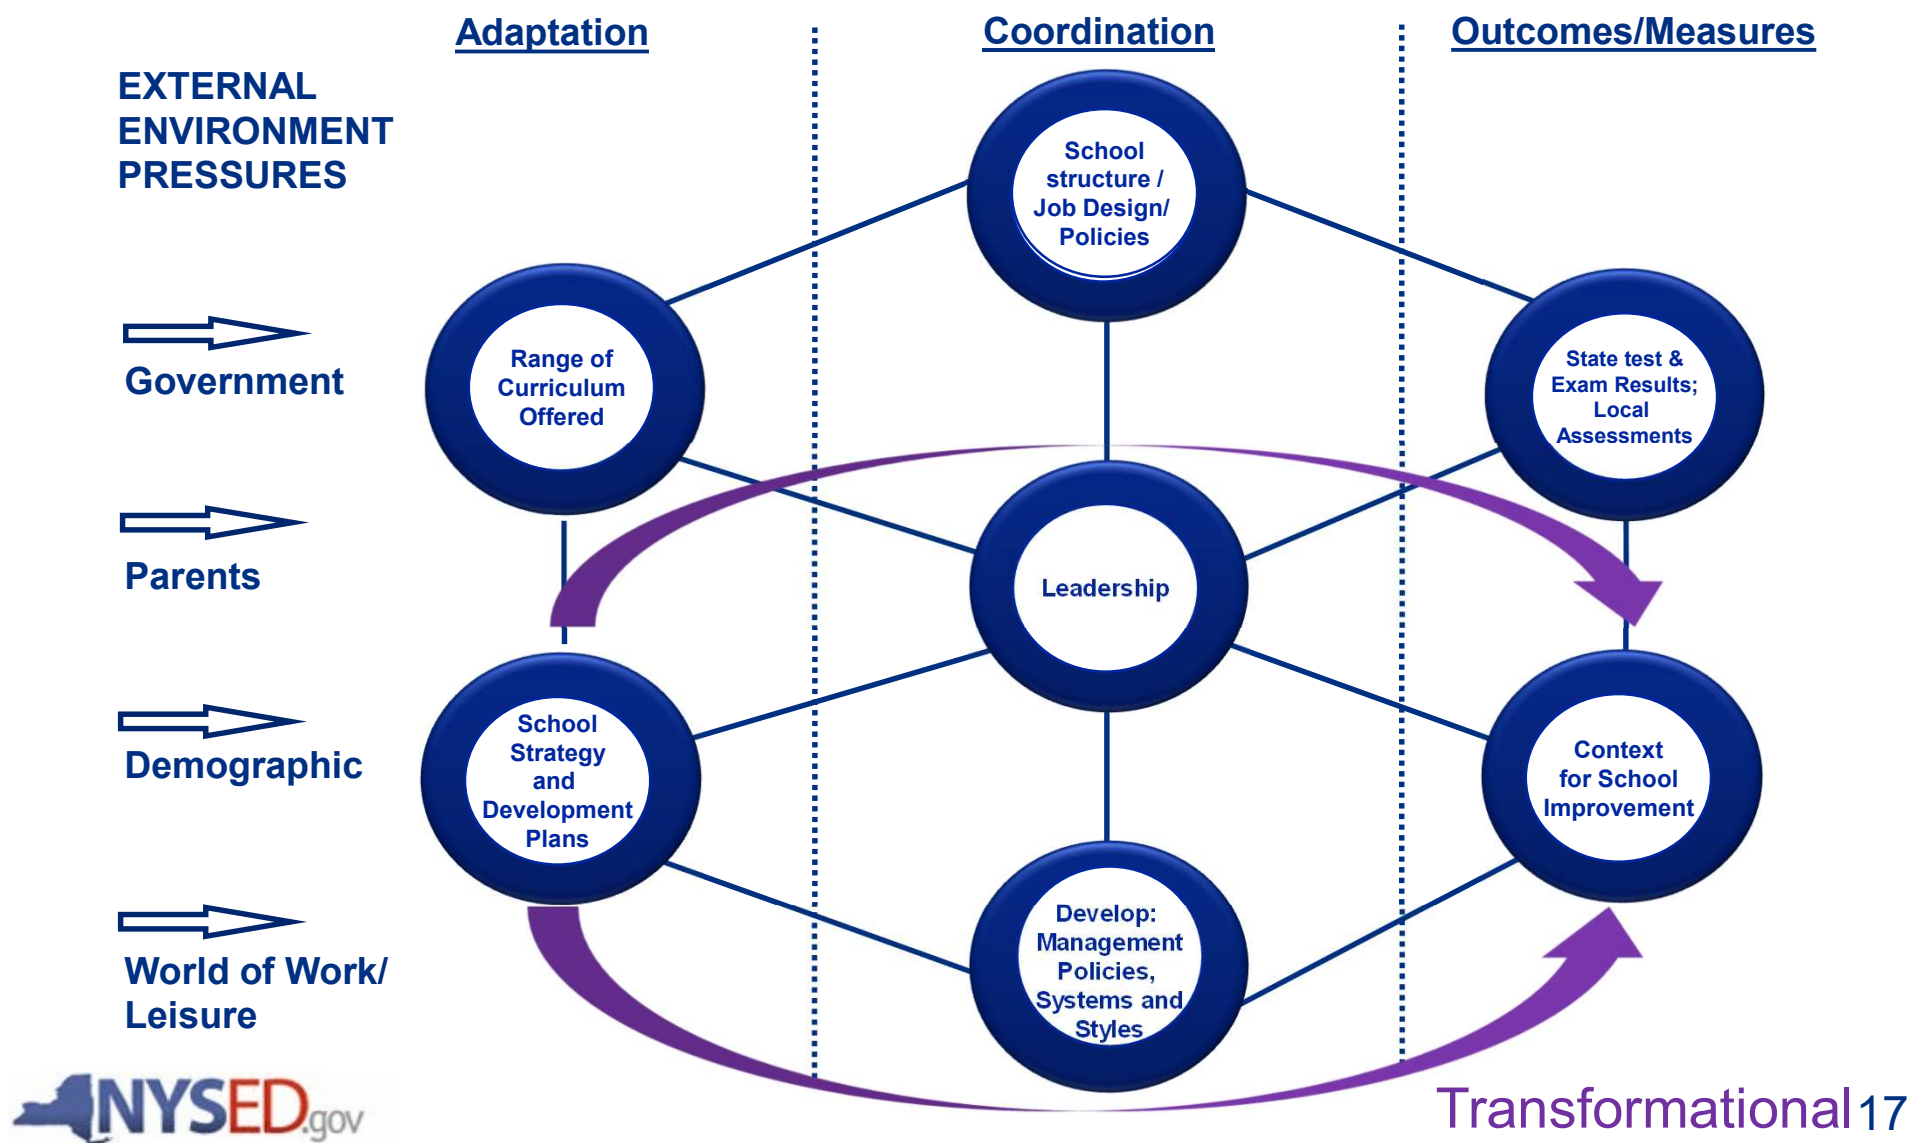 Adaptation
Coordination
Outcomes/Measures
EXTERNAL
ENVIRONMENT
PRESSURES
Government
Parents
Demographic
World of Work/
Leisure
Range of
Curriculum
Offered
School
Strategy
and
Development
Plans
School
structure /
Job Design/
Policies
Leadership
Develop:
Management
Policies,
Systems and
Styles
State test &
Exam Results;
Local
Assessments
Context
for School
Improvement
NYSED.gov
Transformational 17